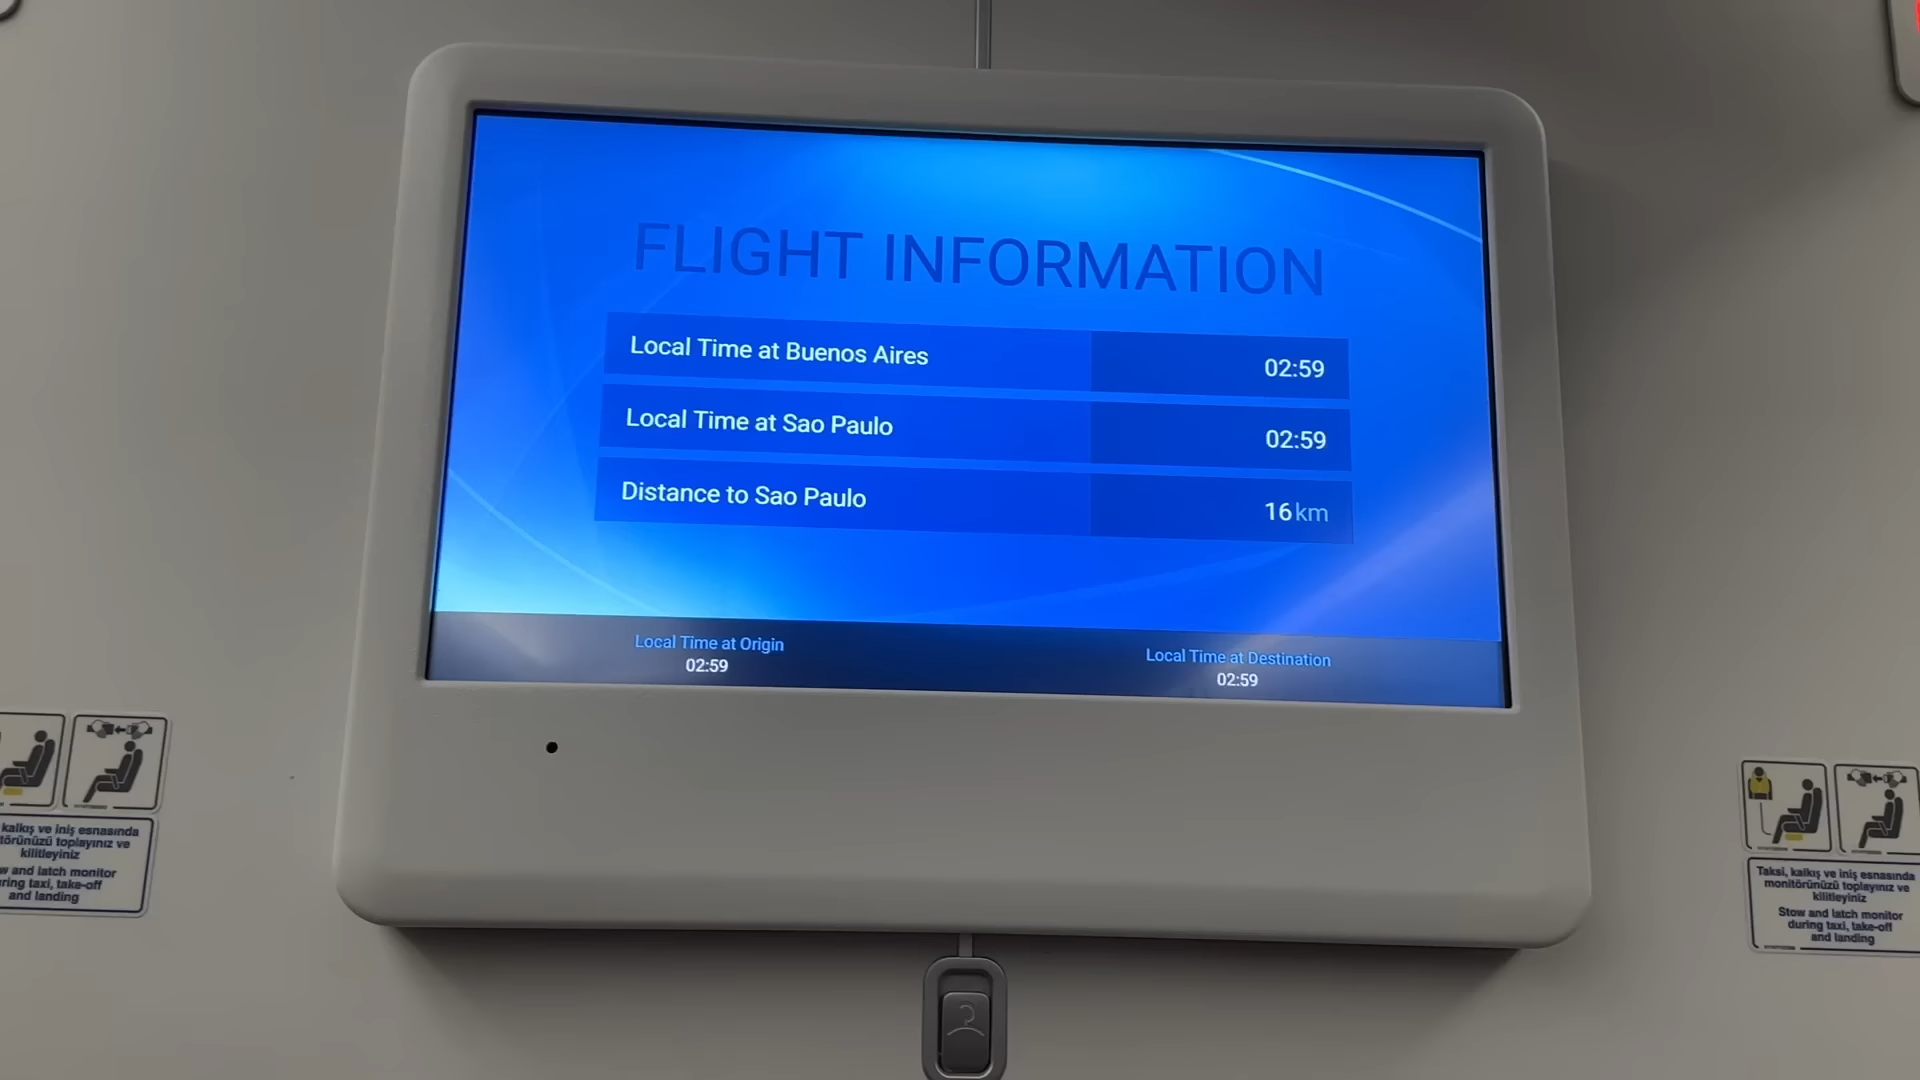 FLIGHT INFORMATION
Local Time at Buenos Aires 02:59
Local Time at Sao Paulo 02:59
Distance to Sao Paulo 16 km
Local Time at Origin
02:59
Local Time at Destination
02:59
kalkış ve iniş esnasında
törünüzü toplayınız ve
kilitleyiniz
w and latch monitor
ring taxi, take-off
and landing
Taksi, kalkış ve iniş esnasında
monitörünüzü toplayınız ve
kilitleyiniz
Stow and latch monitor
during taxi, take-off
and landing